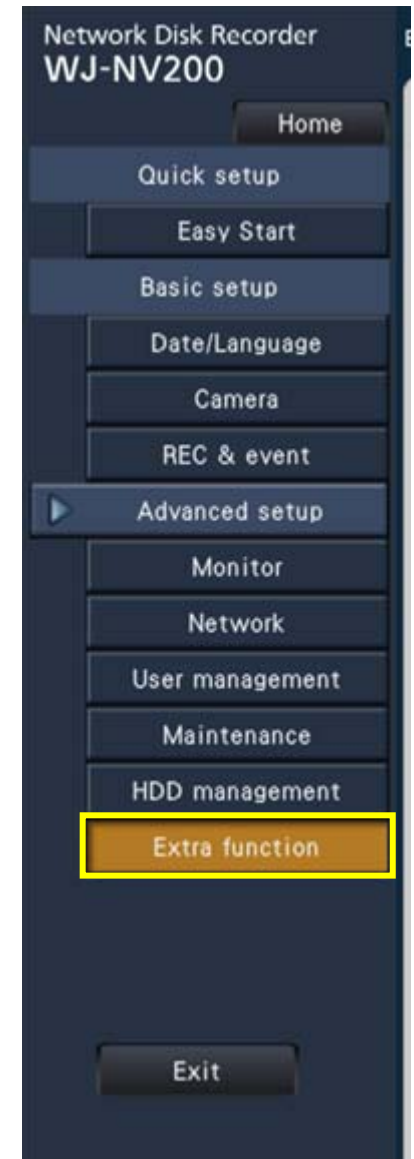 Network Disk Recorder
WJ-NV200
Home
Quick setup
Easy Start
Basic setup
Date/Language
Camera
REC & event
Advanced setup
Monitor
Network
User management
Maintenance
HDD management
Extra function
Exit